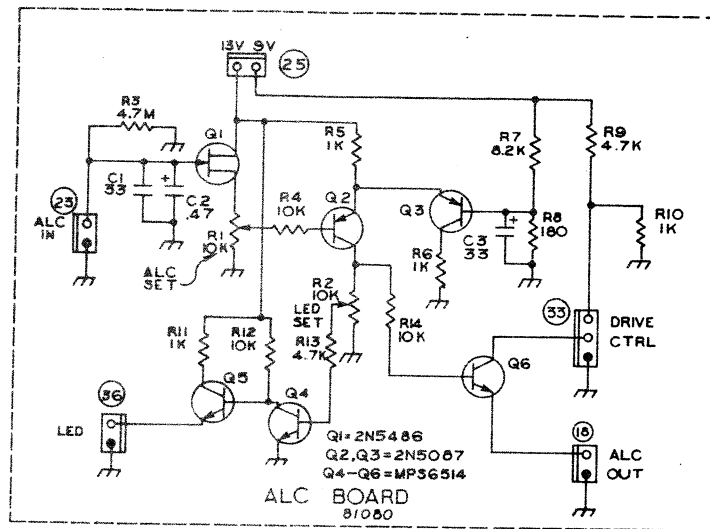 13V 9V
25
R3
4.7M
Q1
R5
1K
R7
8.2K
R9
4.7K
C1
33
+
C2
.47
23
ALC
IN
R4
10K
Q2
Q3
R1
10K
ALC
SET
R6
1K
C3
33
+
R8
180
R10
1K
R2
10K
LED
SET
R11
1K
R12
10K
R13
4.7K
R14
10K
33
DRIVE
CTRL
Q5
Q4
Q6
36
LED
Q1=2N5486
Q2,Q3=2N5087
Q4-Q6=MP36514
18
ALC
OUT
ALC BOARD
81080